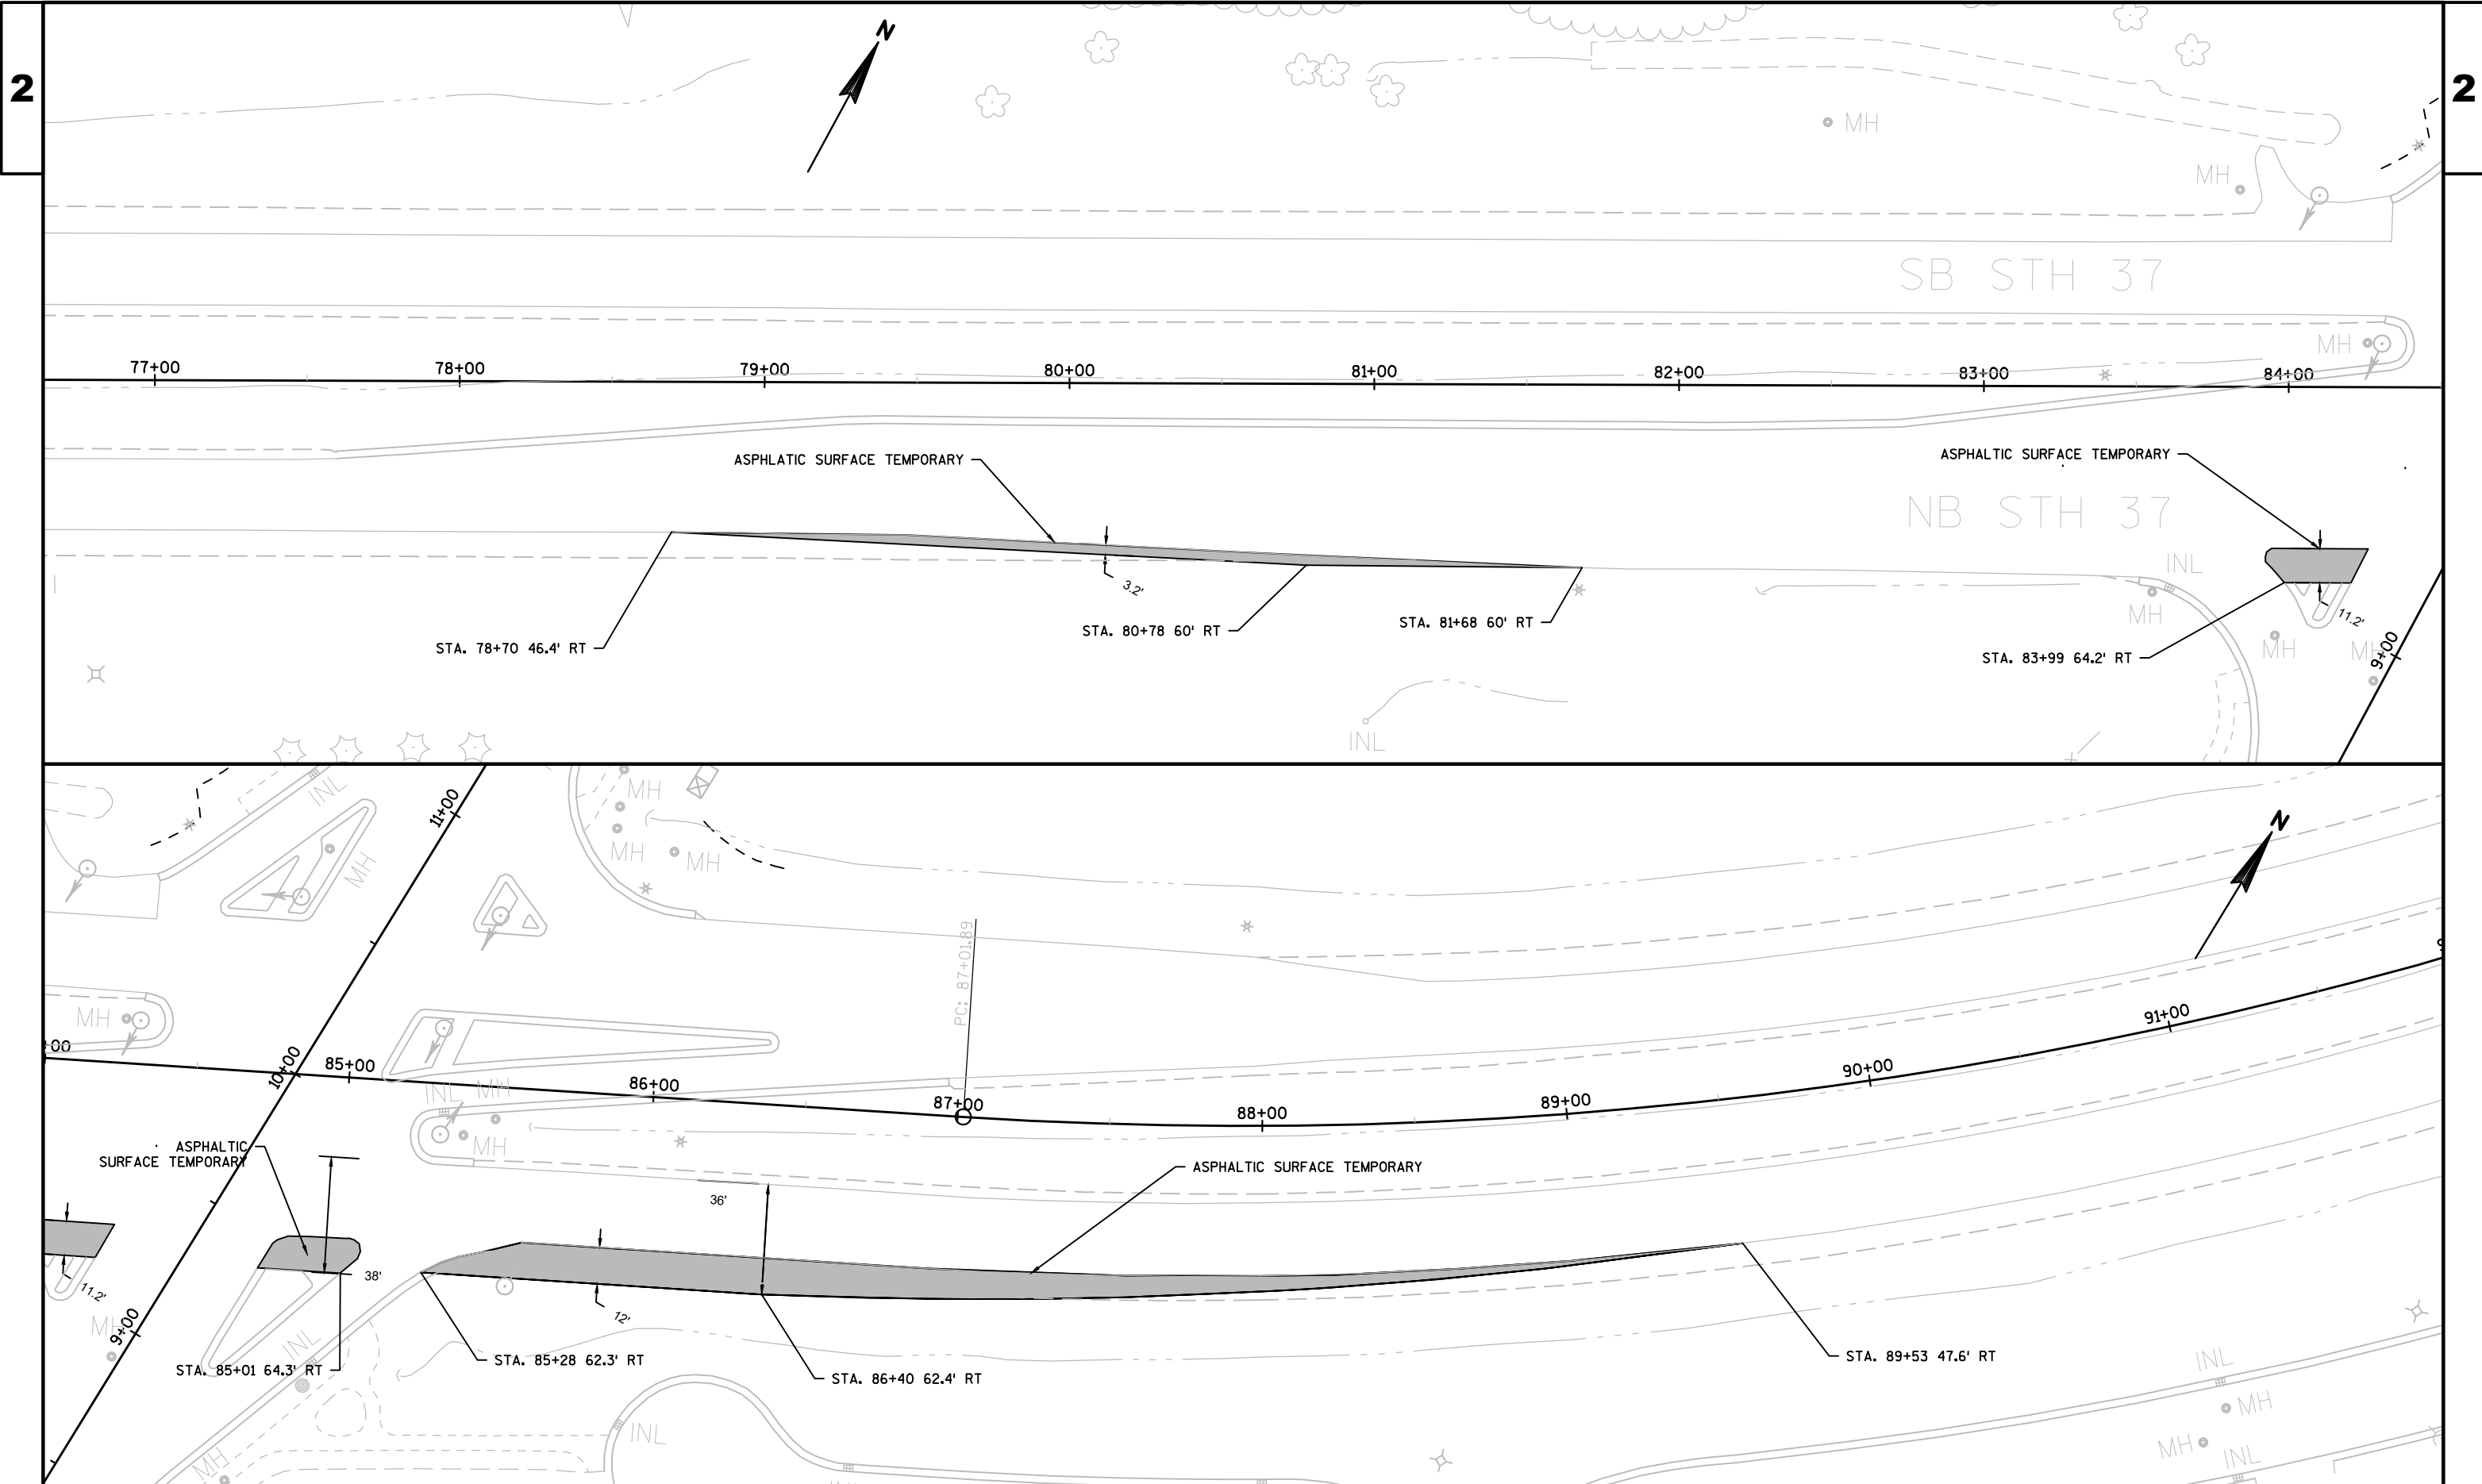 2
2
N
MH
MH
SB STH 37
MH
77+00
78+00
79+00
80+00
81+00
82+00
83+00
84+00
ASPHLATIC SURFACE TEMPORARY
ASPHALTIC SURFACE TEMPORARY
NB STH 37
INL
3.2'
MH
11.2'
STA. 78+70 46.4' RT
STA. 80+78 60' RT
STA. 81+68 60' RT
STA. 83+99 64.2' RT
MH
MH
9+00
INL
INL
11+00
MH
N
MH
MH
MH
PC: 87+01.89
MH
00
10+00
85+00
86+00
87+00
88+00
89+00
90+00
91+00
INL
MH
MH
ASPHALTIC
SURFACE TEMPORARY
ASPHALTIC SURFACE TEMPORARY
36'
38'
11.2'
12'
MH
9+00
INL
STA. 85+01 64.3' RT
STA. 85+28 62.3' RT
STA. 86+40 62.4' RT
STA. 89+53 47.6' RT
INL
MH
INL
MH
INL
MH